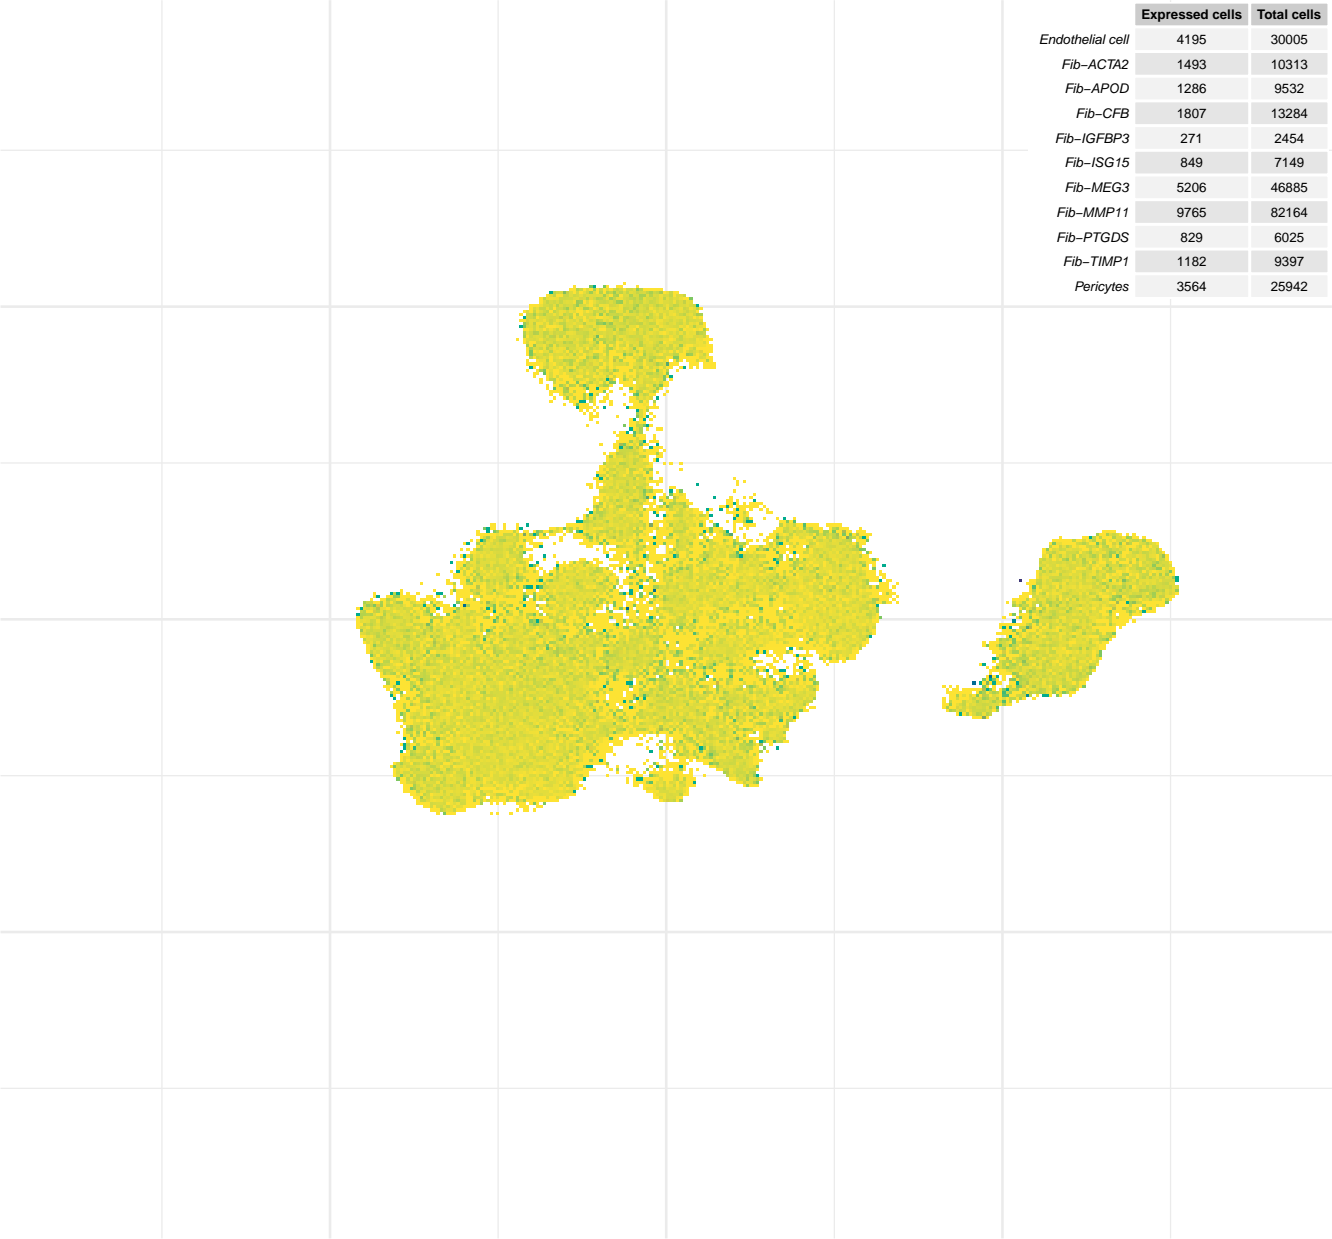 Expressed cells Total cells
Endothelial cell 4195 30005
Fib−ACTA2 1493 10313
Fib−APOD 1286 9532
Fib−CFB 1807 13284
Fib−IGFBP3 271 2454
Fib−ISG15 849 7149
Fib−MEG3 5206 46885
Fib−MMP11 9765 82164
Fib−PTGDS 829 6025
Fib−TIMP1 1182 9397
Pericytes 3564 25942